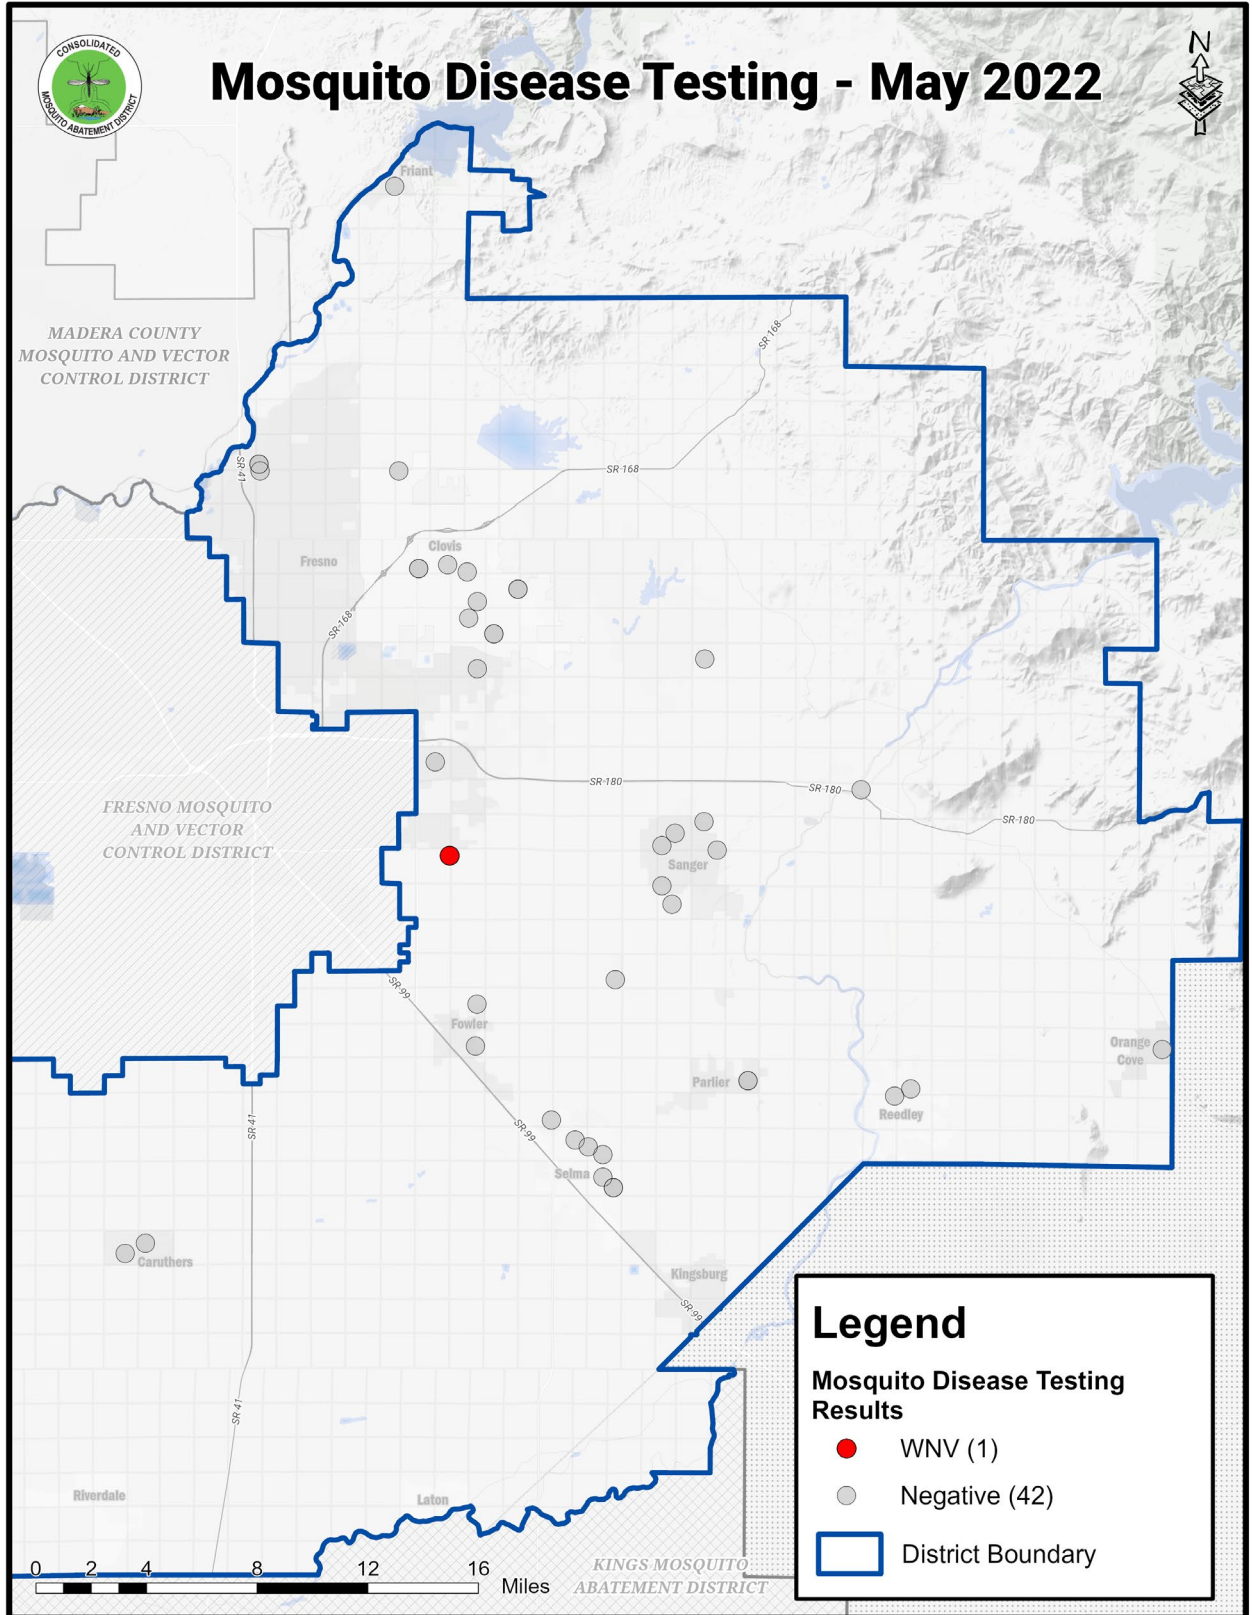 CONSOLIDATED
MOSQUITO ABATEMENT DISTRICT
Mosquito Disease Testing - May 2022
N
Friant
MADERA COUNTY
MOSQUITO AND VECTOR
CONTROL DISTRICT
SR 168
SR 41
SR 168
Clovis
Fresno
SR 168
SR 180
SR 180
SR 180
FRESNO MOSQUITO
AND VECTOR
CONTROL DISTRICT
Sanger
SR 99
Fowler
Orange
Cove
Parlier
Reedley
SR 41
SR 99
Selma
Caruthers
Kingsburg
SR 99
SR 41
Riverdale
Laton
Legend
Mosquito Disease Testing
Results
WNV (1)
Negative (42)
District Boundary
0 2 4 8 12 16
Miles
KINGS MOSQUITO
ABATEMENT DISTRICT